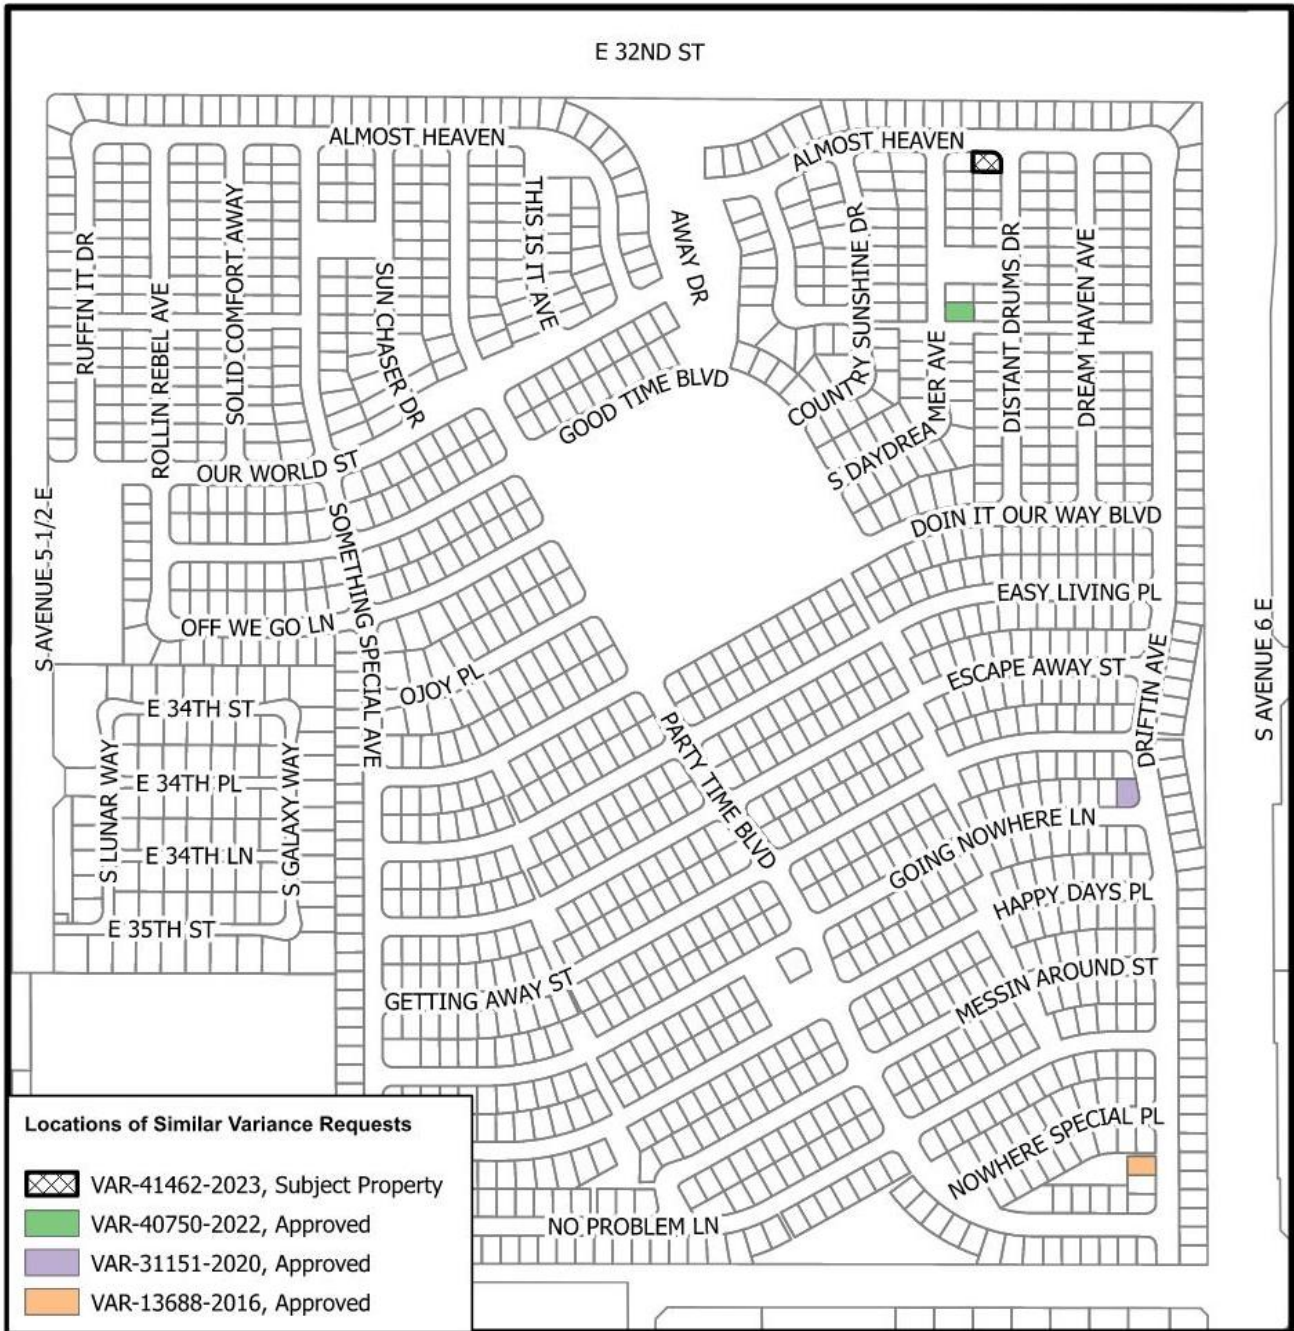 E 32ND ST
ALMOST HEAVEN
ALMOST HEAVEN
THIS IS IT AVE
AWAY DR
RUFFIN IT DR
SOLID COMFORT AWAY
ROLLIN REBEL AVE
SUN CHASER DR
COUNTRY SUNSHINE DR
DISTANT DRUMS DR
DREAM HAVEN AVE
GOOD TIME BLVD
S DAYDREAMER AVE
OUR WORLD ST
S AVENUE 5-1/2 E
SOMETHING SPECIAL AVE
DOIN IT OUR WAY BLVD
EASY LIVING PL
OFF WE GO LN
S AVENUE 6 E
ESCAPE AWAY ST
DRIFTIN AVE
OJOY PL
E 34TH ST
PARTY TIME BLVD
S LUNAR WAY
E 34TH PL
S GALAXY WAY
E 34TH LN
GOING NOWHERE LN
HAPPY DAYS PL
E 35TH ST
MESSIN AROUND ST
GETTING AWAY ST
NOWHERE SPECIAL PL
NO PROBLEM LN
Locations of Similar Variance Requests
VAR-41462-2023, Subject Property
VAR-40750-2022, Approved
VAR-31151-2020, Approved
VAR-13688-2016, Approved